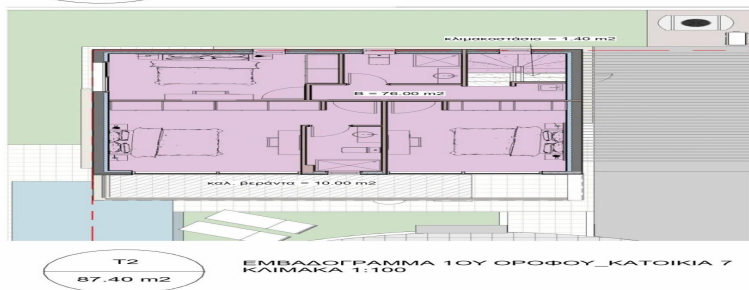 κλιμακοστάσιο = 1.40 m2
B = 76.00 m2
καλ. βεράντα = 10.00 m2
T2
87.40 m2
ΕΜΒΑΔΟΓΡΑΜΜΑ 1ΟΥ ΟΡΟΦΟΥ_ΚΑΤΟΙΚΙΑ 7
ΚΛΙΜΑΚΑ 1:100